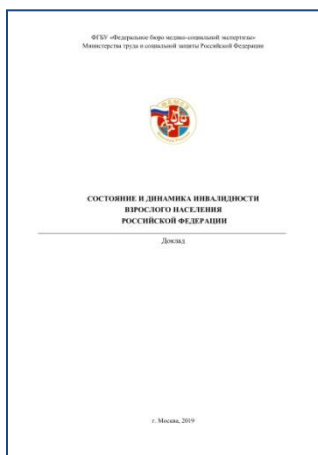 ФГБУ «Федеральное бюро медико-социальной экспертизы»
Министерства труда и социальной защиты Российской Федерации
СОСТОЯНИЕ И ДИНАМИКА ИНВАЛИДНОСТИ
ВЗРОСЛОГО НАСЕЛЕНИЯ
РОССИЙСКОЙ ФЕДЕРАЦИИ
Доклад
г. Москва, 2019